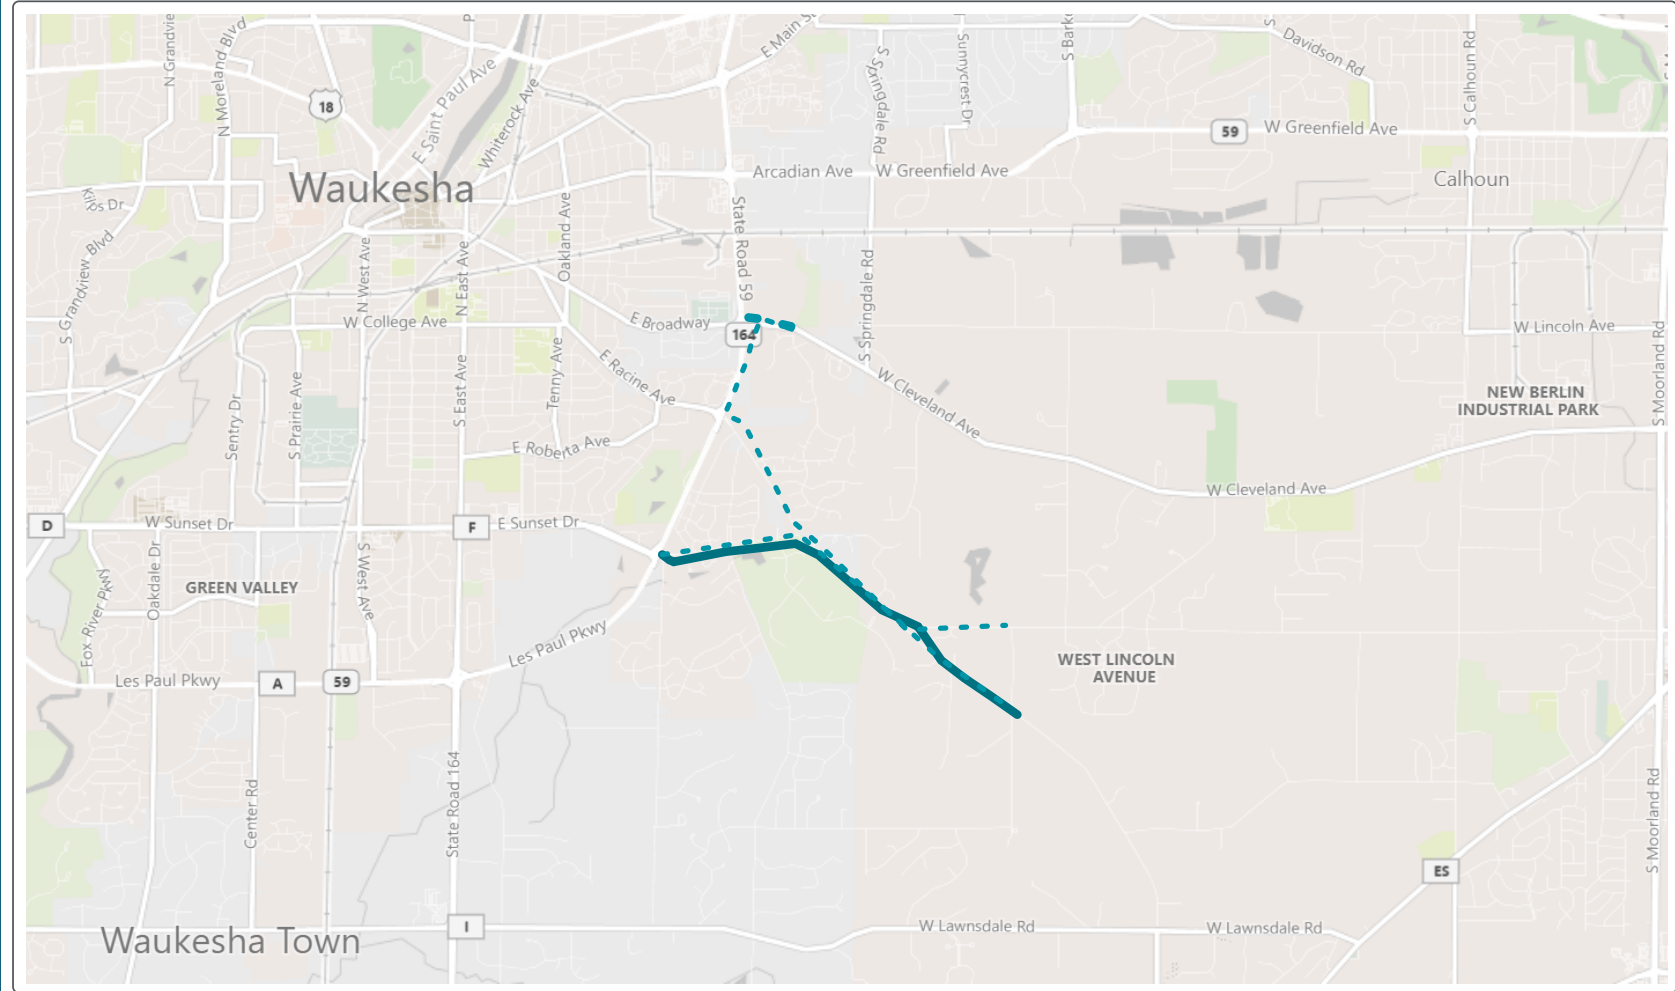 N Grandvie
N Moreland Blvd
P
E Main S
S Springdale Rd
Sunnycrest Dr
S Bark
S
Davidson Rd
S Calhoun Rd
18
E Saint Paul Ave
Whiterock Ave
59
W Greenfield Ave
Arcadian Ave
W Greenfield Ave
Calhoun
Waukesha
Kilps Dr
S Grandview Blvd
N West Ave
N East Ave
Oakland Ave
State Road 59
S Springdale Rd
W College Ave
E Broadway
164
W Lincoln Ave
S Moorland Rd
E Racine Ave
Tenny Ave
S East Ave
S Prairie Ave
Sentry Dr
W Cleveland Ave
NEW BERLIN
INDUSTRIAL PARK
E Roberta Ave
W Cleveland Ave
D
W Sunset Dr
F
E Sunset Dr
Fox River Pkwy
Oakdale Dr
GREEN VALLEY
S West Ave
Les Paul Pkwy
WEST LINCOLN
AVENUE
Les Paul Pkwy
A
59
Center Rd
State Road 164
S Moorland Rd
ES
I
W Lawnsdale Rd
W Lawnsdale Rd
Waukesha Town